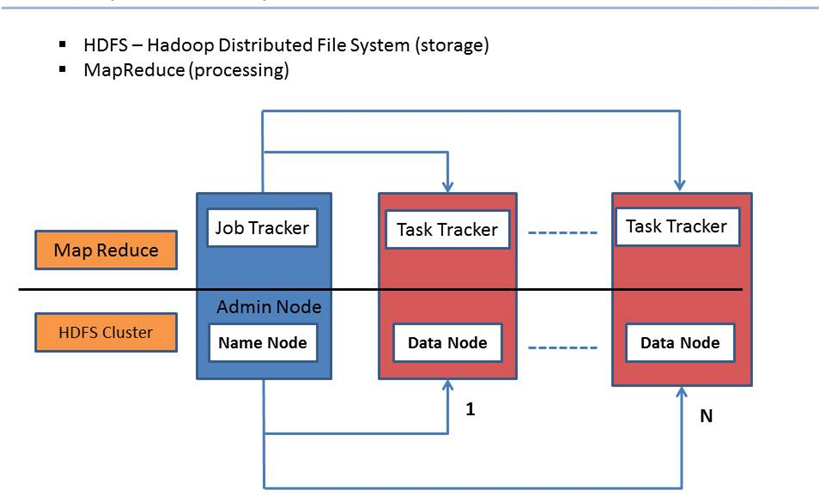 ▪ HDFS – Hadoop Distributed File System (storage)
▪ MapReduce (processing)
Job Tracker
Task Tracker
Task Tracker
Map Reduce
Admin Node
HDFS Cluster
Name Node
Data Node
Data Node
1
N